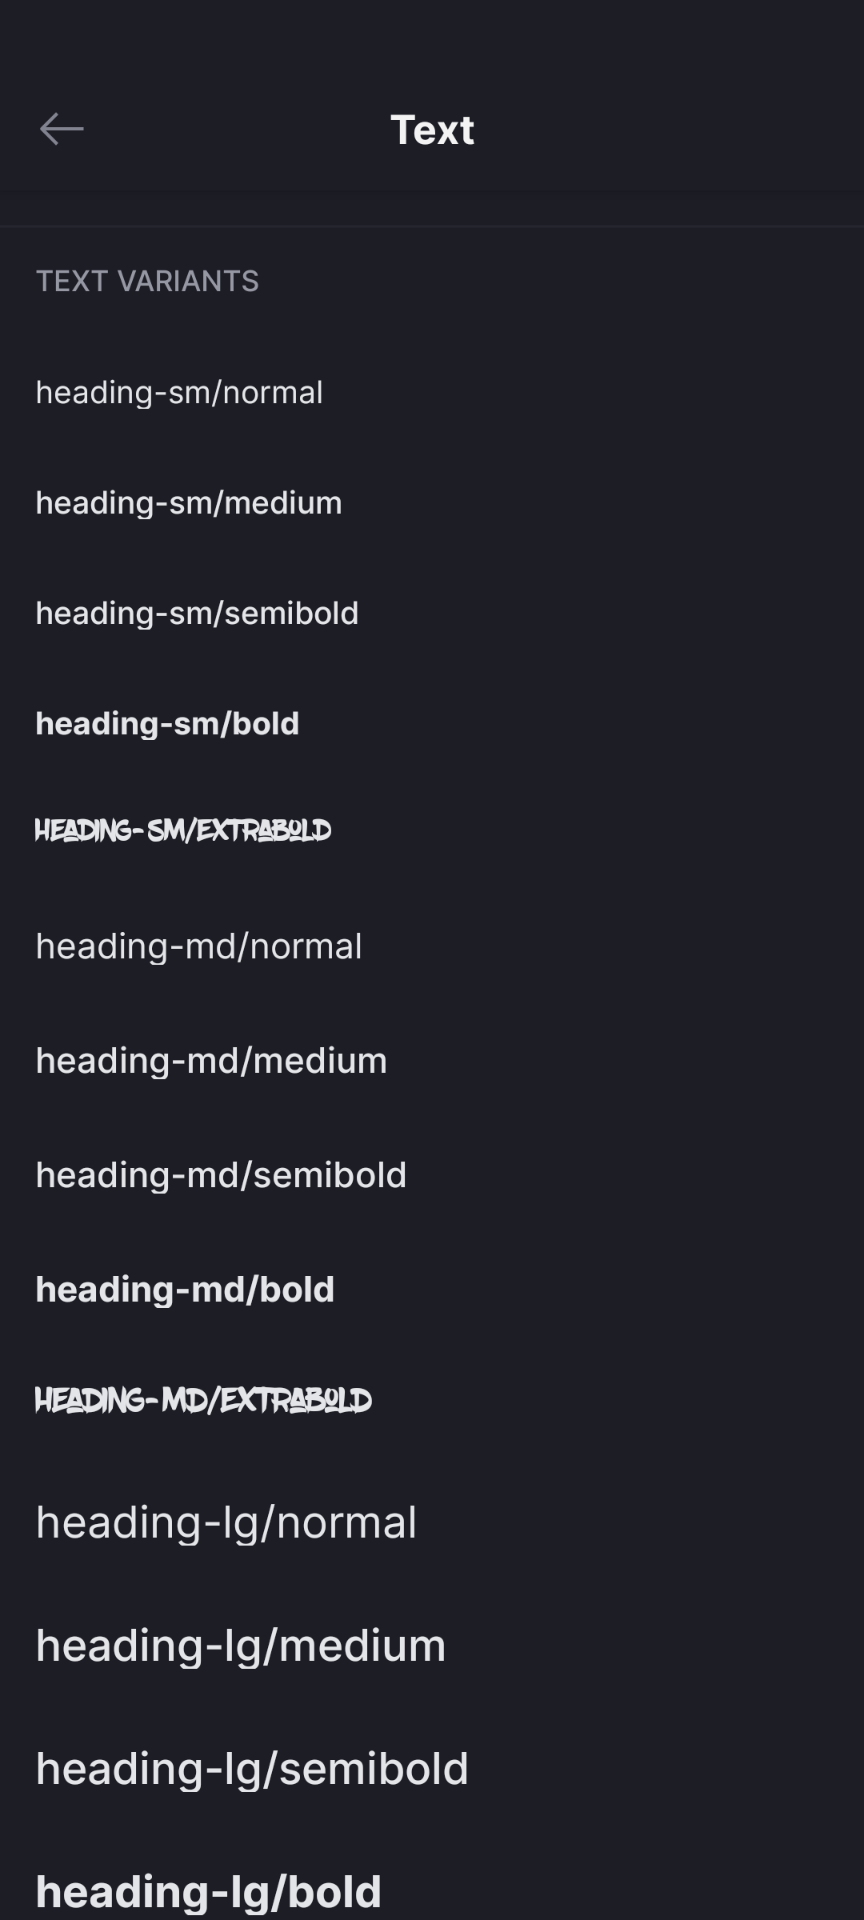 Text
TEXT VARIANTS
heading-sm/normal
heading-sm/medium
heading-sm/semibold
heading-sm/bold
HEADING-SM/EXTRABOLD
heading-md/normal
heading-md/medium
heading-md/semibold
heading-md/bold
HEADING-MD/EXTRABOLD
heading-lg/normal
heading-lg/medium
heading-lg/semibold
heading-lg/bold